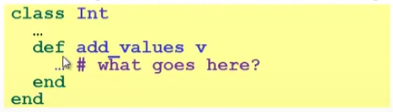 class Int
…
def add_values v
… # what goes here?
end
end